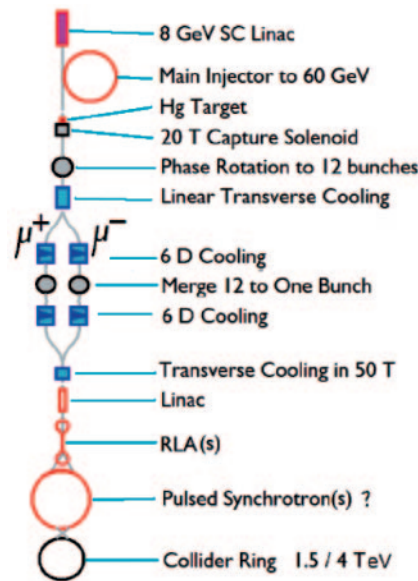 8 GeV SC Linac
Main Injector to 60 GeV
Hg Target
20 T Capture Solenoid
Phase Rotation to 12 bunches
Linear Transverse Cooling
μ+ μ−
6 D Cooling
Merge 12 to One Bunch
6 D Cooling
Transverse Cooling in 50 T
Linac
RLA(s)
Pulsed Synchrotron(s) ?
Collider Ring 1.5 / 4 TeV